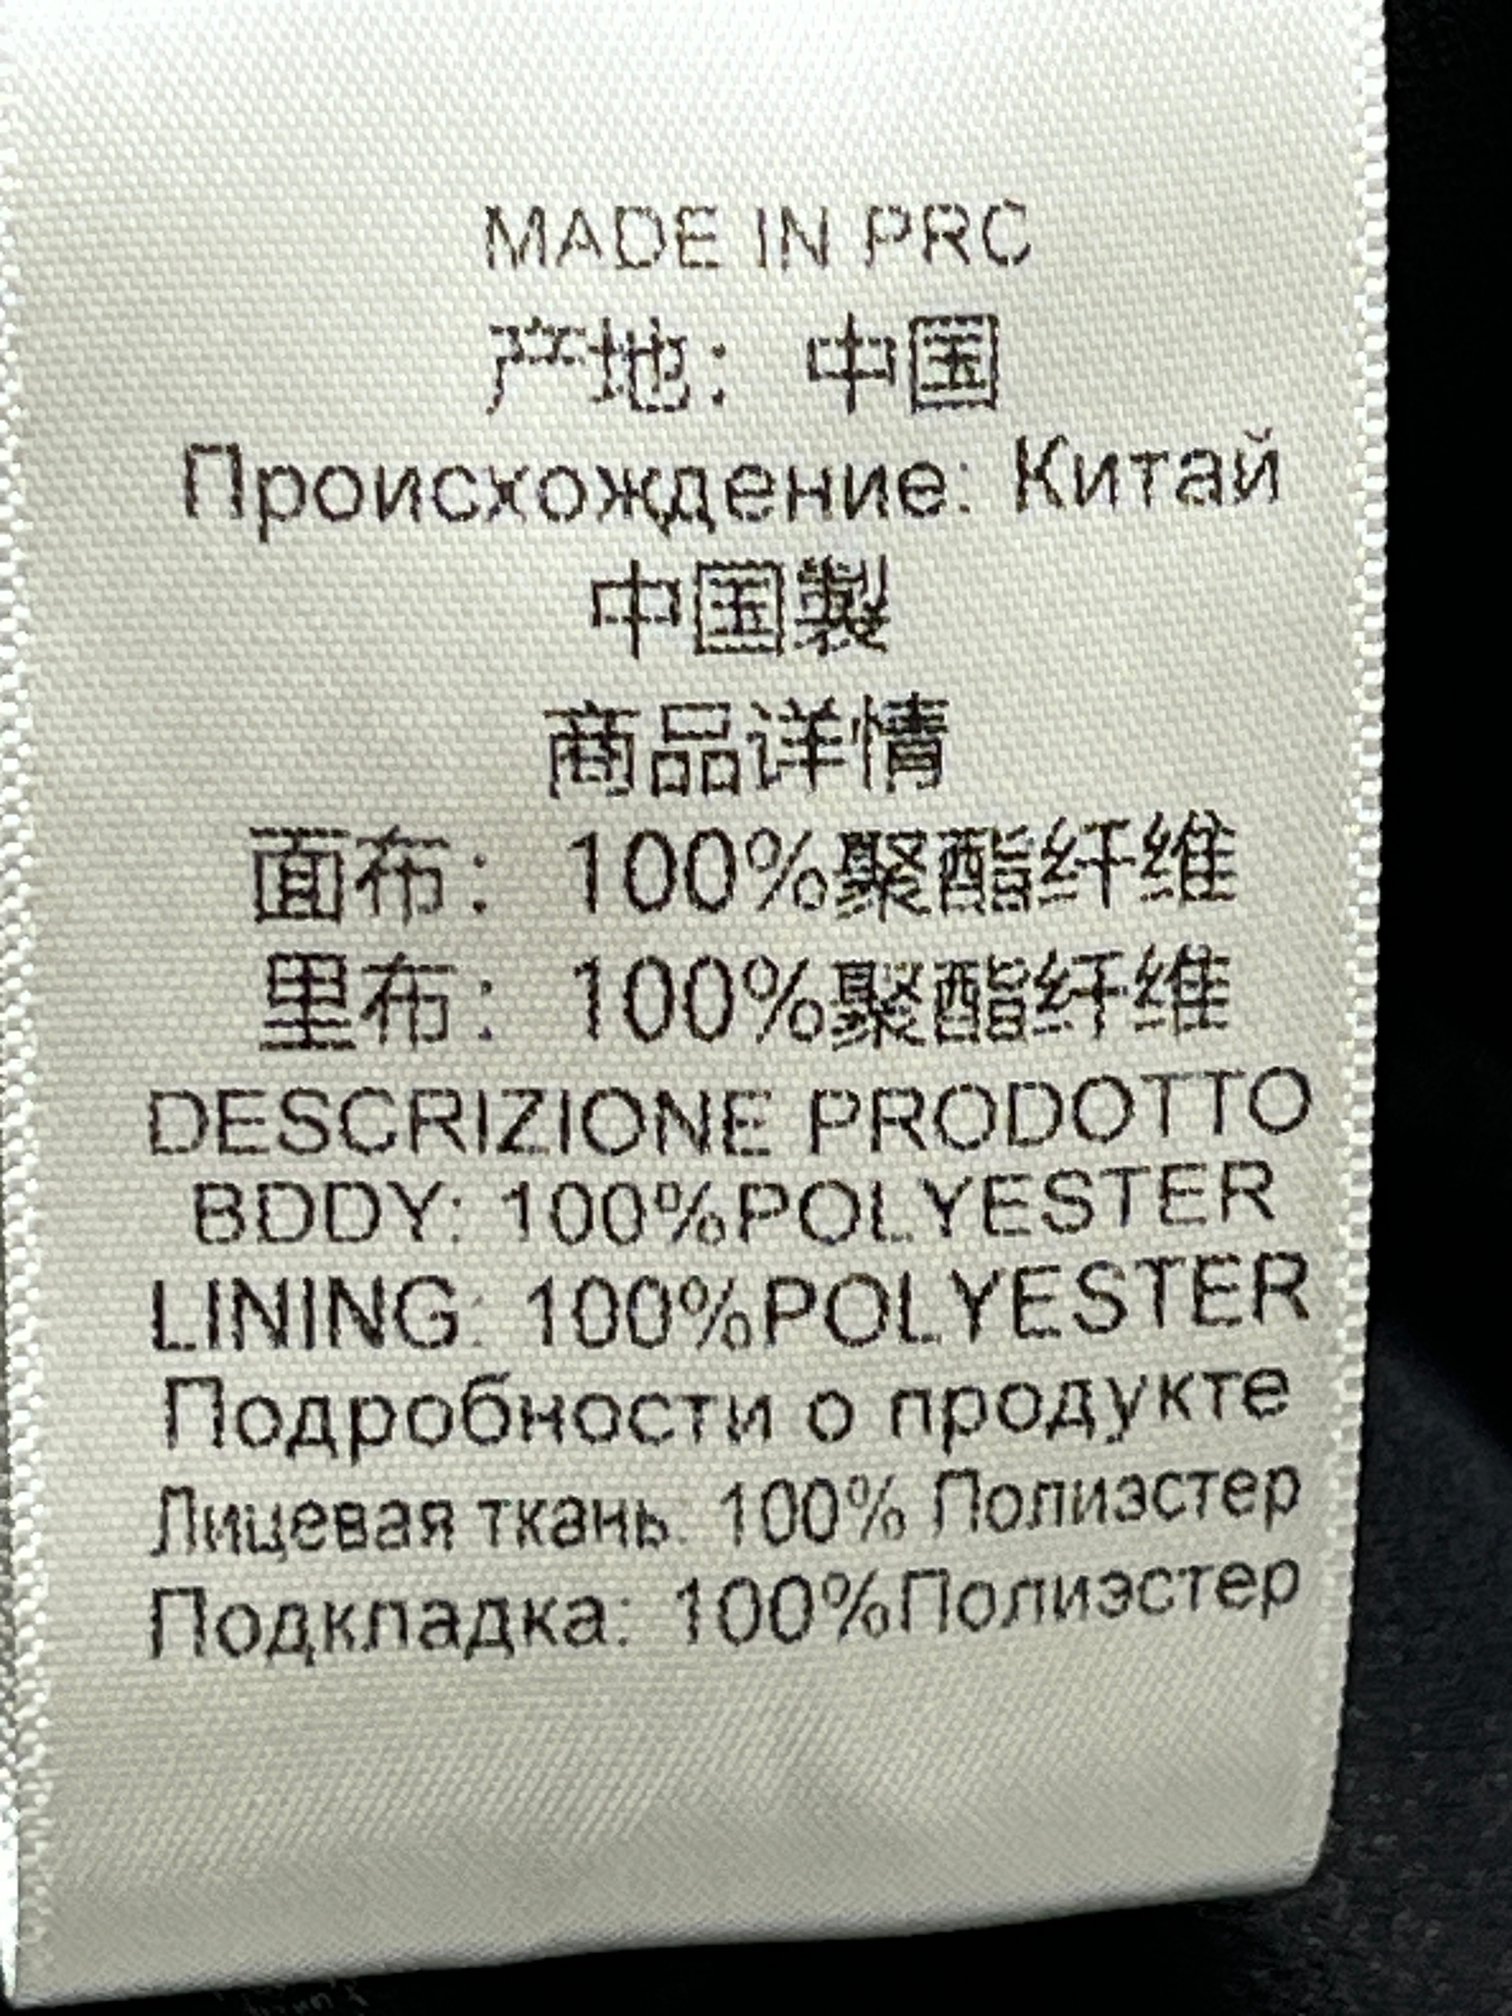 MADE IN PRC
产地: 中国
Происхождение: Китай
中国製
商品详情
面布: 100%聚酯纤维
里布: 100%聚酯纤维
DESCRIZIONE PRODOTTO
BDDY: 100%POLYESTER
LINING: 100%POLYESTER
Подробности о продукте
Лицевая ткань: 100% Полиэстер
Подкладка: 100%Полиэстер